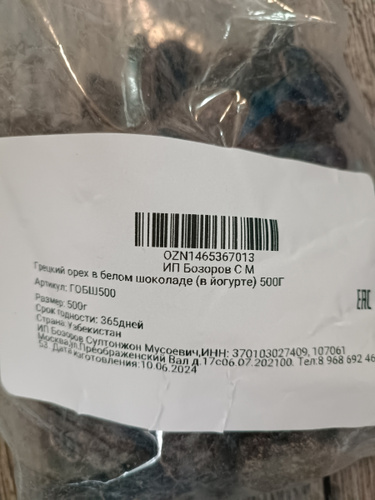 OZN1465367013
ИП Бозоров С М
Грецкий орех в белом шоколаде (в йогурте) 500Г
Артикул: ГОБШ500
Размер: 500г
Срок годности: 365дней
Страна: Узбекистан
ИП Бозоров Султонжон Мусоевич,ИНН: 370103027409, 107061
Москва,ул.Преображенский Вал д.17с06.07.202100. Тел:8 968 692 46
53. Дата изготовления:10.06.2024
EAC